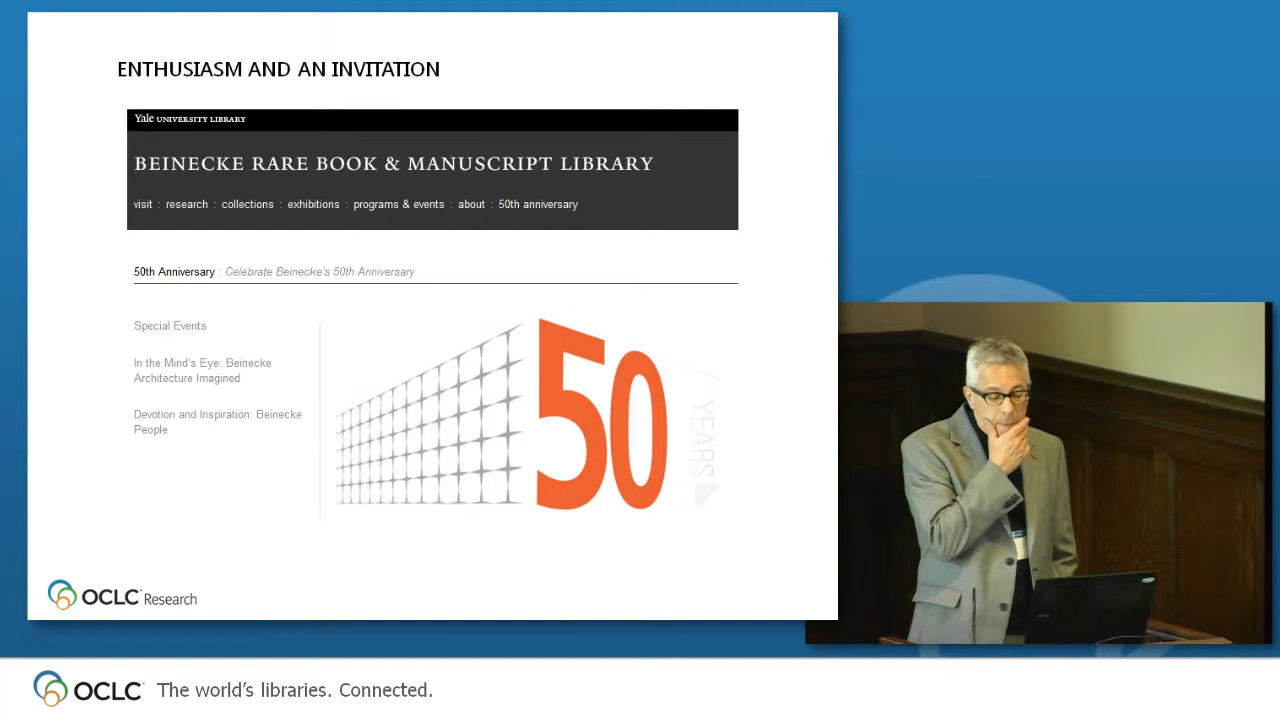 ENTHUSIASM AND AN INVITATION
Yale UNIVERSITY LIBRARY
BEINECKE RARE BOOK & MANUSCRIPT LIBRARY
visit : research : collections : exhibitions : programs & events : about : 50th anniversary
50th Anniversary : Celebrate Beinecke's 50th Anniversary
Special Events
In the Mind's Eye: Beinecke
Architecture Imagined
Devotion and Inspiration: Beinecke
People
50
YEARS
OCLC Research
OCLC The world's libraries. Connected.